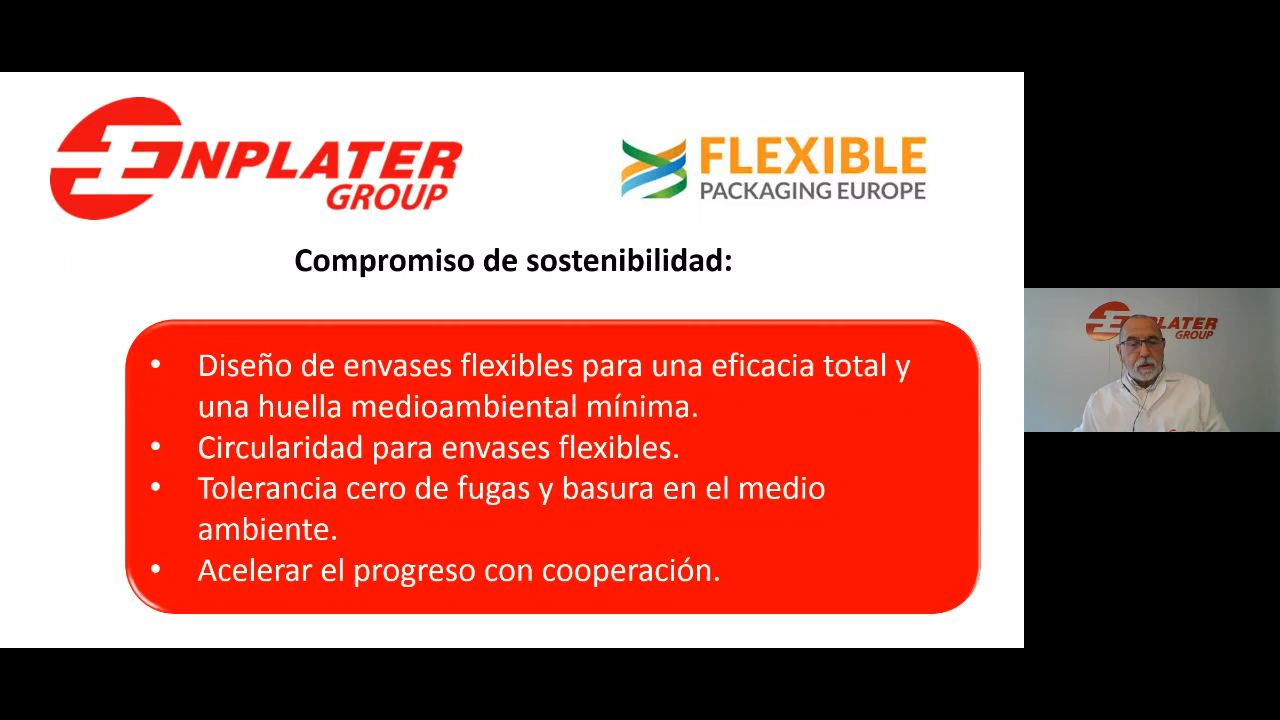 ENPLATER
GROUP
FLEXIBLE
PACKAGING EUROPE
Compromiso de sostenibilidad:
• Diseño de envases flexibles para una eficacia total y
una huella medioambiental mínima.
• Circularidad para envases flexibles.
• Tolerancia cero de fugas y basura en el medio
ambiente.
• Acelerar el progreso con cooperación.
ENPLATER
GROUP